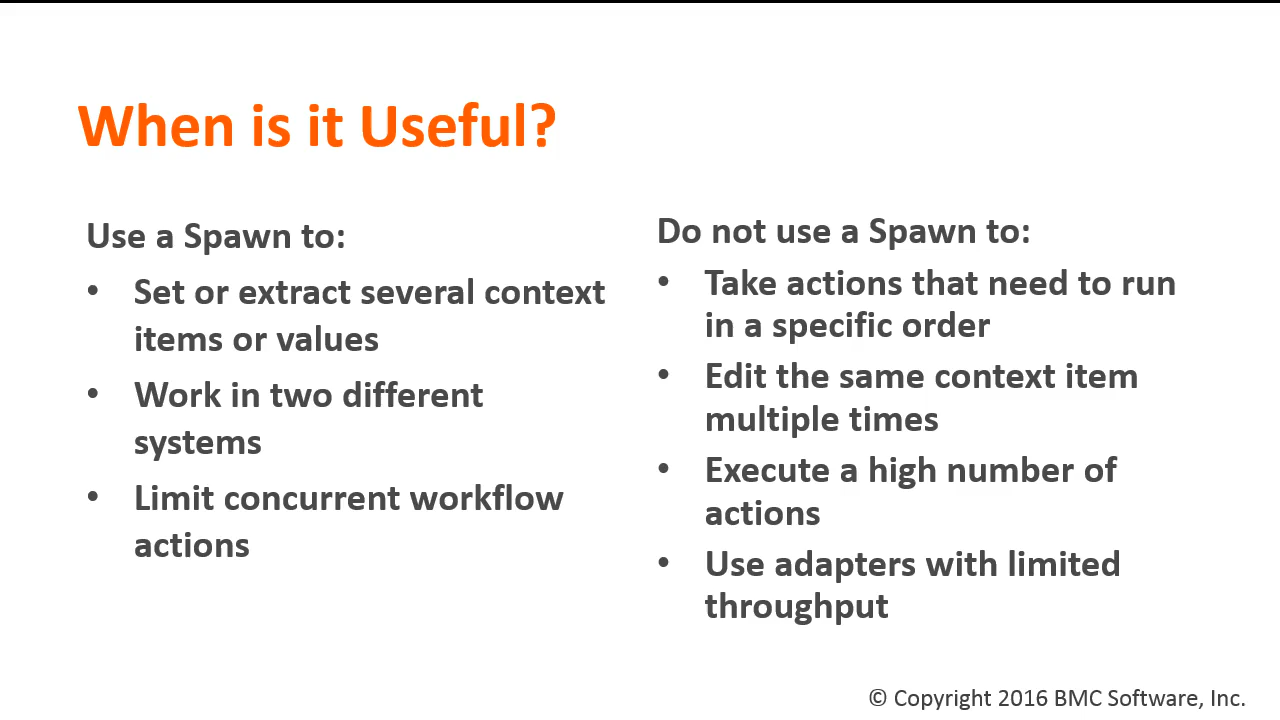 When is it Useful?
Use a Spawn to:
• Set or extract several context
items or values
• Work in two different
systems
• Limit concurrent workflow
actions
Do not use a Spawn to:
• Take actions that need to run
in a specific order
• Edit the same context item
multiple times
• Execute a high number of
actions
• Use adapters with limited
throughput
© Copyright 2016 BMC Software, Inc.